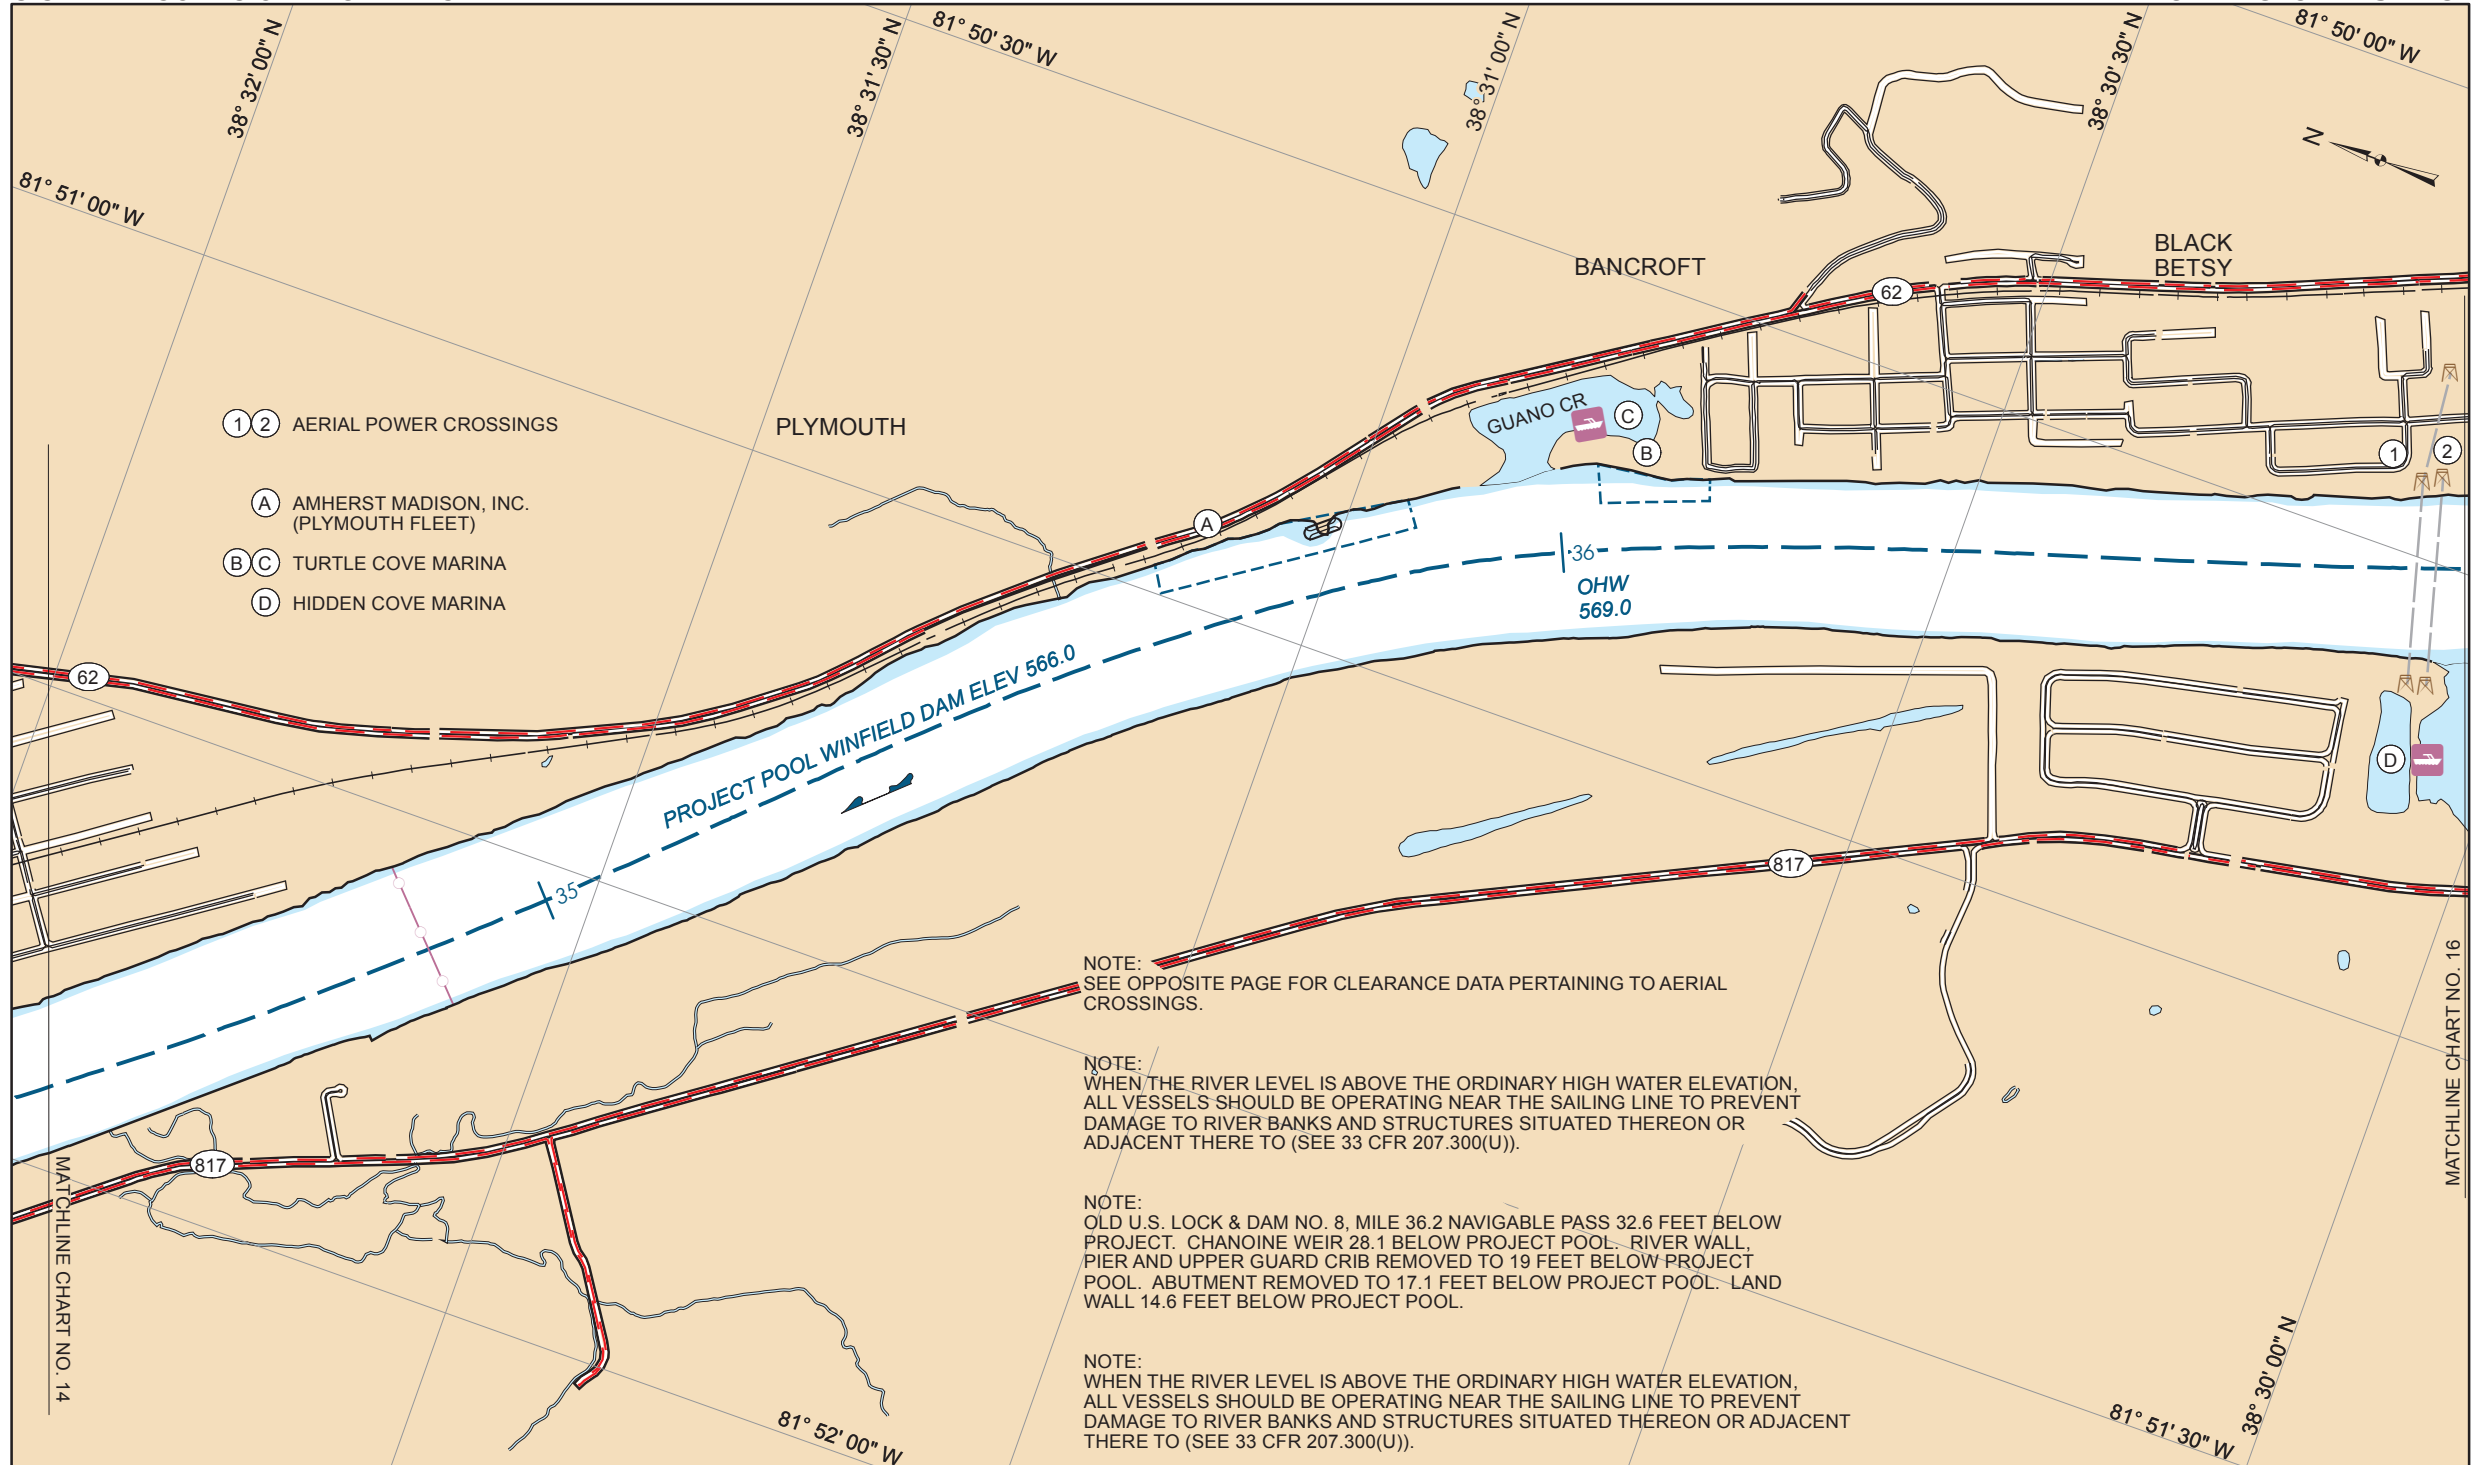 38° 32' 00" N
38° 31' 30" N
81° 50' 30" W
38° 31' 00" N
38° 30' 30" N
81° 50' 00" W
N
81° 51' 00" W
BLACK
BETSY
BANCROFT
62
1 2 AERIAL POWER CROSSINGS
PLYMOUTH
GUANO CR
C
B
1
2
A AMHERST MADISON, INC.
(PLYMOUTH FLEET)
A
B C TURTLE COVE MARINA
D HIDDEN COVE MARINA
36
OHW
569.0
62
PROJECT POOL WINFIELD DAM ELEV 566.0
D
817
35
NOTE:
SEE OPPOSITE PAGE FOR CLEARANCE DATA PERTAINING TO AERIAL
CROSSINGS.
NOTE:
WHEN THE RIVER LEVEL IS ABOVE THE ORDINARY HIGH WATER ELEVATION,
ALL VESSELS SHOULD BE OPERATING NEAR THE SAILING LINE TO PREVENT
DAMAGE TO RIVER BANKS AND STRUCTURES SITUATED THEREON OR
ADJACENT THERE TO (SEE 33 CFR 207.300(U)).
817
MATCHLINE CHART NO. 14
MATCHLINE CHART NO. 16
NOTE:
OLD U.S. LOCK & DAM NO. 8, MILE 36.2 NAVIGABLE PASS 32.6 FEET BELOW
PROJECT. CHANOINE WEIR 28.1 BELOW PROJECT POOL. RIVER WALL,
PIER AND UPPER GUARD CRIB REMOVED TO 19 FEET BELOW PROJECT
POOL. ABUTMENT REMOVED TO 17.1 FEET BELOW PROJECT POOL. LAND
WALL 14.6 FEET BELOW PROJECT POOL.
NOTE:
WHEN THE RIVER LEVEL IS ABOVE THE ORDINARY HIGH WATER ELEVATION,
ALL VESSELS SHOULD BE OPERATING NEAR THE SAILING LINE TO PREVENT
DAMAGE TO RIVER BANKS AND STRUCTURES SITUATED THEREON OR ADJACENT
THERE TO (SEE 33 CFR 207.300(U)).
81° 52' 00" W
81° 51' 30" W
38° 30' 00" N